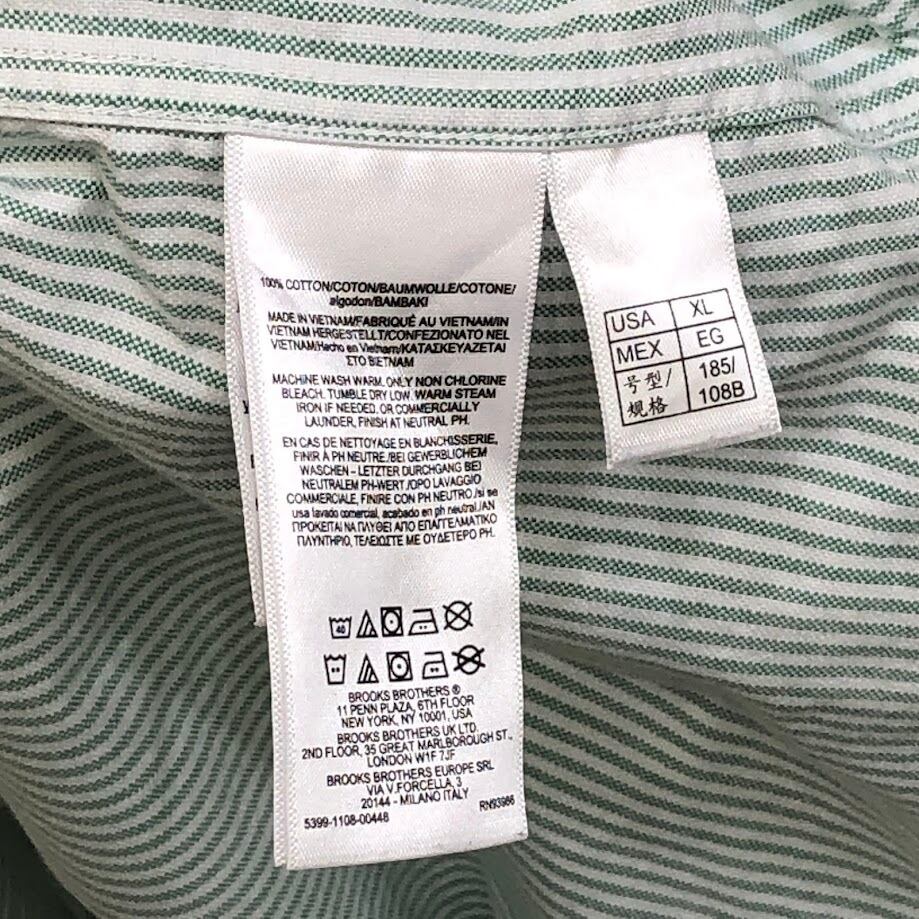 100% COTTON/COTON/BAUMWOLLE/COTONE/
algodon/BAMBAKI
MADE IN VIETNAM/FABRIQUÉ AU VIETNAM/IN
VIETNAM HERGESTELLT/CONFEZIONATO NEL
VIETNAM/Hecho en Vietnam/ΚΑΤΑΣΚΕΥΑΖΕΤΑΙ
ΣΤΟ ΒΙΕΤΝΑΜ
MACHINE WASH WARM. ONLY NON CHLORINE
BLEACH. TUMBLE DRY LOW. WARM STEAM
IRON IF NEEDED. OR COMMERCIALLY
LAUNDER, FINISH AT NEUTRAL PH.
EN CAS DE NETTOYAGE EN BLANCHISSERIE,
FINIR À PH NEUTRE./BEI GEWERBLICHEM
WASCHEN – LETZTER DURCHGANG BEI
NEUTRALEM PH-WERT./OPO LAVAGGIO
COMMERCIALE, FINIRE CON PH NEUTRO./si se
usa lavado comercial, acabado en ph neutral./ΑΝ
ΠΡΟΚΕΙΤΑΙ ΝΑ ΠΛΥΘΕΙ ΑΠΟ ΕΠΑΓΓΕΛΜΑΤΙΚΟ
ΠΛΥΝΤΗΡΙΟ, ΤΕΛΕΙΩΣΤΕ ΜΕ ΟΥΔΕΤΕΡΟ PH.
40
BROOKS BROTHERS ®
11 PENN PLAZA, 6TH FLOOR
NEW YORK, NY 10001, USA
BROOKS BROTHERS UK LTD.
2ND FLOOR, 35 GREAT MARLBOROUGH ST.,
LONDON W1F 7JF
BROOKS BROTHERS EUROPE SRL
VIA V.FORCELLA 3
20144 - MILANO ITALY
5399-1108-00448 RN93986
USA XL
MEX EG
号型/规格 185/108B